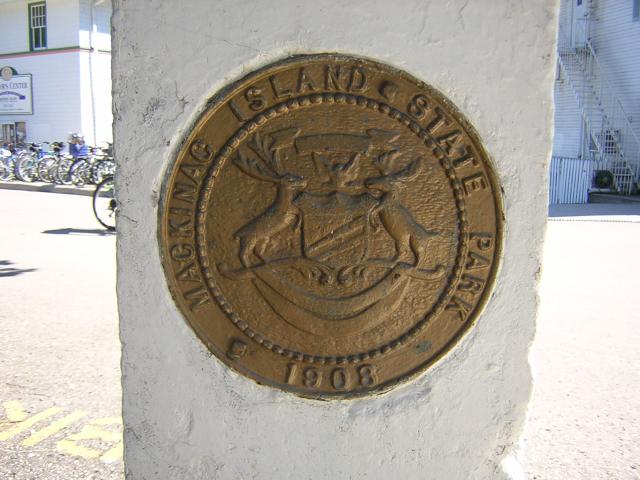 MACKINAC ISLAND STATE PARK
1908